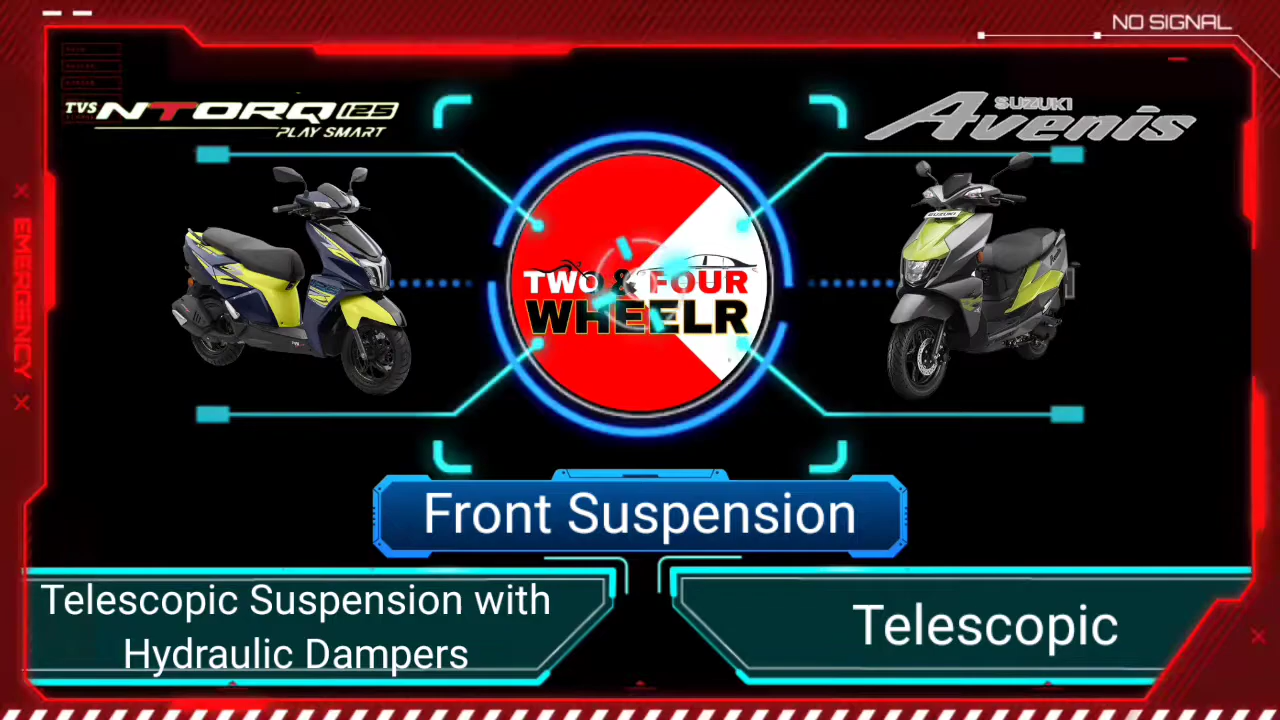 NO SIGNAL
TVS NTORQ 125
PLAY SMART
SUZUKI
Avenis
EMERGENCY
SUZUKI
TWO & FOUR
WHEELR
Front Suspension
Telescopic Suspension with
Hydraulic Dampers
Telescopic